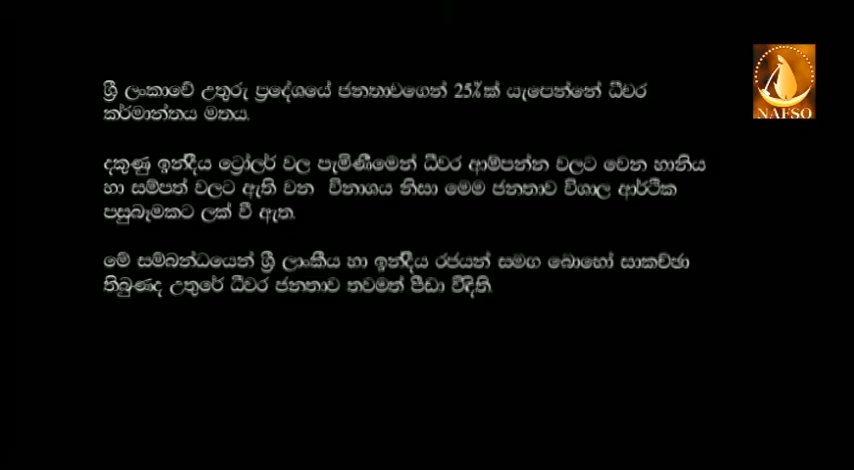 ශ්‍රී ලංකාවේ උතුරු ප්‍රදේශයේ ජනතාවගෙන් 25%ක් යැපෙන්නේ ධීවර
කර්මාන්තය මතය.
දකුණු ඉන්දීය ට්‍රෝලර් වල පැමිණීමෙන් ධීවර ආම්පන්න වලට වෙන හානිය
හා සම්පත් වලට ඇති වන විනාශය නිසා මෙම ජනතාව විශාල ආර්ථික
පසුබෑමකට ලක් වී ඇත.
මේ සම්බන්ධයෙන් ශ්‍රී ලාංකීය හා ඉන්දීය රජයන් සමග බොහෝ සාකච්ඡා
තිබුණද උතුරේ ධීවර ජනතාව තවමත් පීඩා විඳිති.
NAFSO